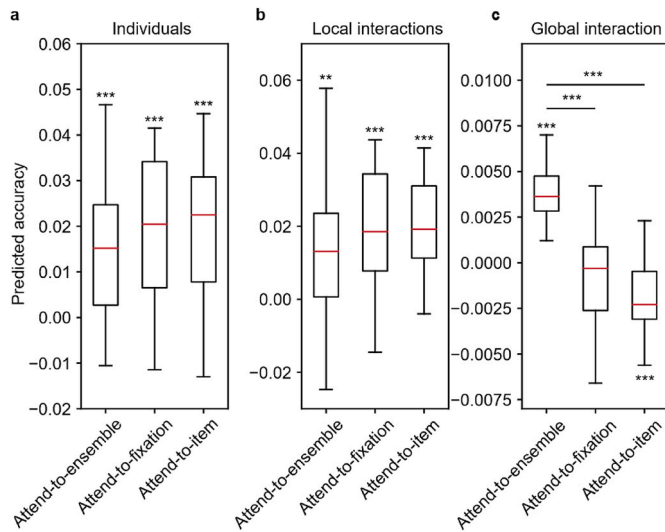 a Individuals
b Local interactions
c Global interaction
Predicted accuracy
0.06
0.05
0.04
0.03
0.02
0.01
0.00
−0.01
−0.02
***
***
***
Attend-to-ensemble
Attend-to-fixation
Attend-to-item
0.06
0.04
0.02
0.00
−0.02
**
***
***
Attend-to-ensemble
Attend-to-fixation
Attend-to-item
0.0100
0.0075
0.0050
0.0025
0.0000
−0.0025
−0.0050
−0.0075
***
***
***
***
Attend-to-ensemble
Attend-to-fixation
Attend-to-item